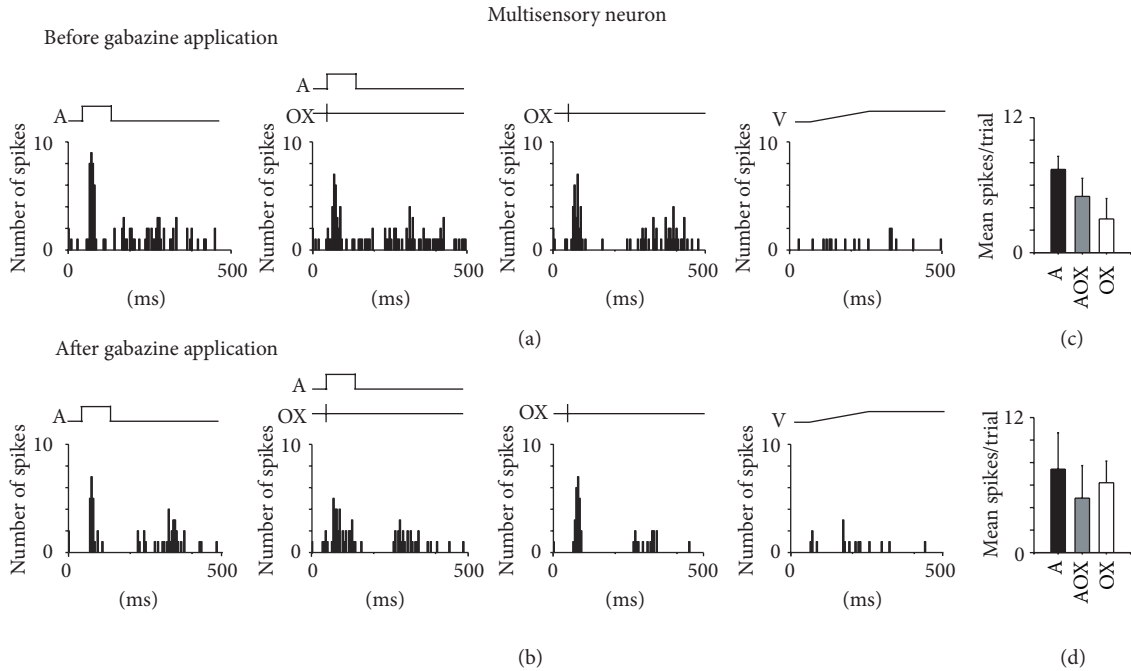 Multisensory neuron
Before gabazine application
A
Number of spikes
10
0
0
500
(ms)
A
OX
Number of spikes
10
0
0
500
(ms)
OX
Number of spikes
10
0
0
500
(ms)
V
Number of spikes
10
0
0
500
(ms)
Mean spikes/trial
12
0
A
AOX
OX
(a)
(c)
After gabazine application
A
Number of spikes
10
0
0
500
(ms)
A
OX
Number of spikes
10
0
0
500
(ms)
OX
Number of spikes
10
0
0
500
(ms)
V
Number of spikes
10
0
0
500
(ms)
Mean spikes/trial
12
0
A
AOX
OX
(b)
(d)